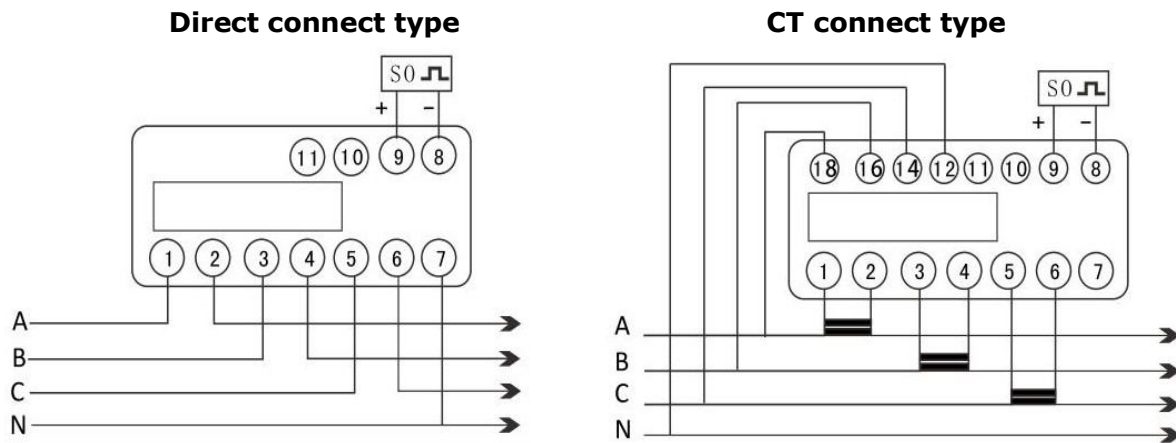 Direct connect type
CT connect type
S0
+ −
11 10 9 8
1 2 3 4 5 6 7
A
B
C
N
S0
+ −
18 16 14 12 11 10 9 8
1 2 3 4 5 6 7
A
B
C
N